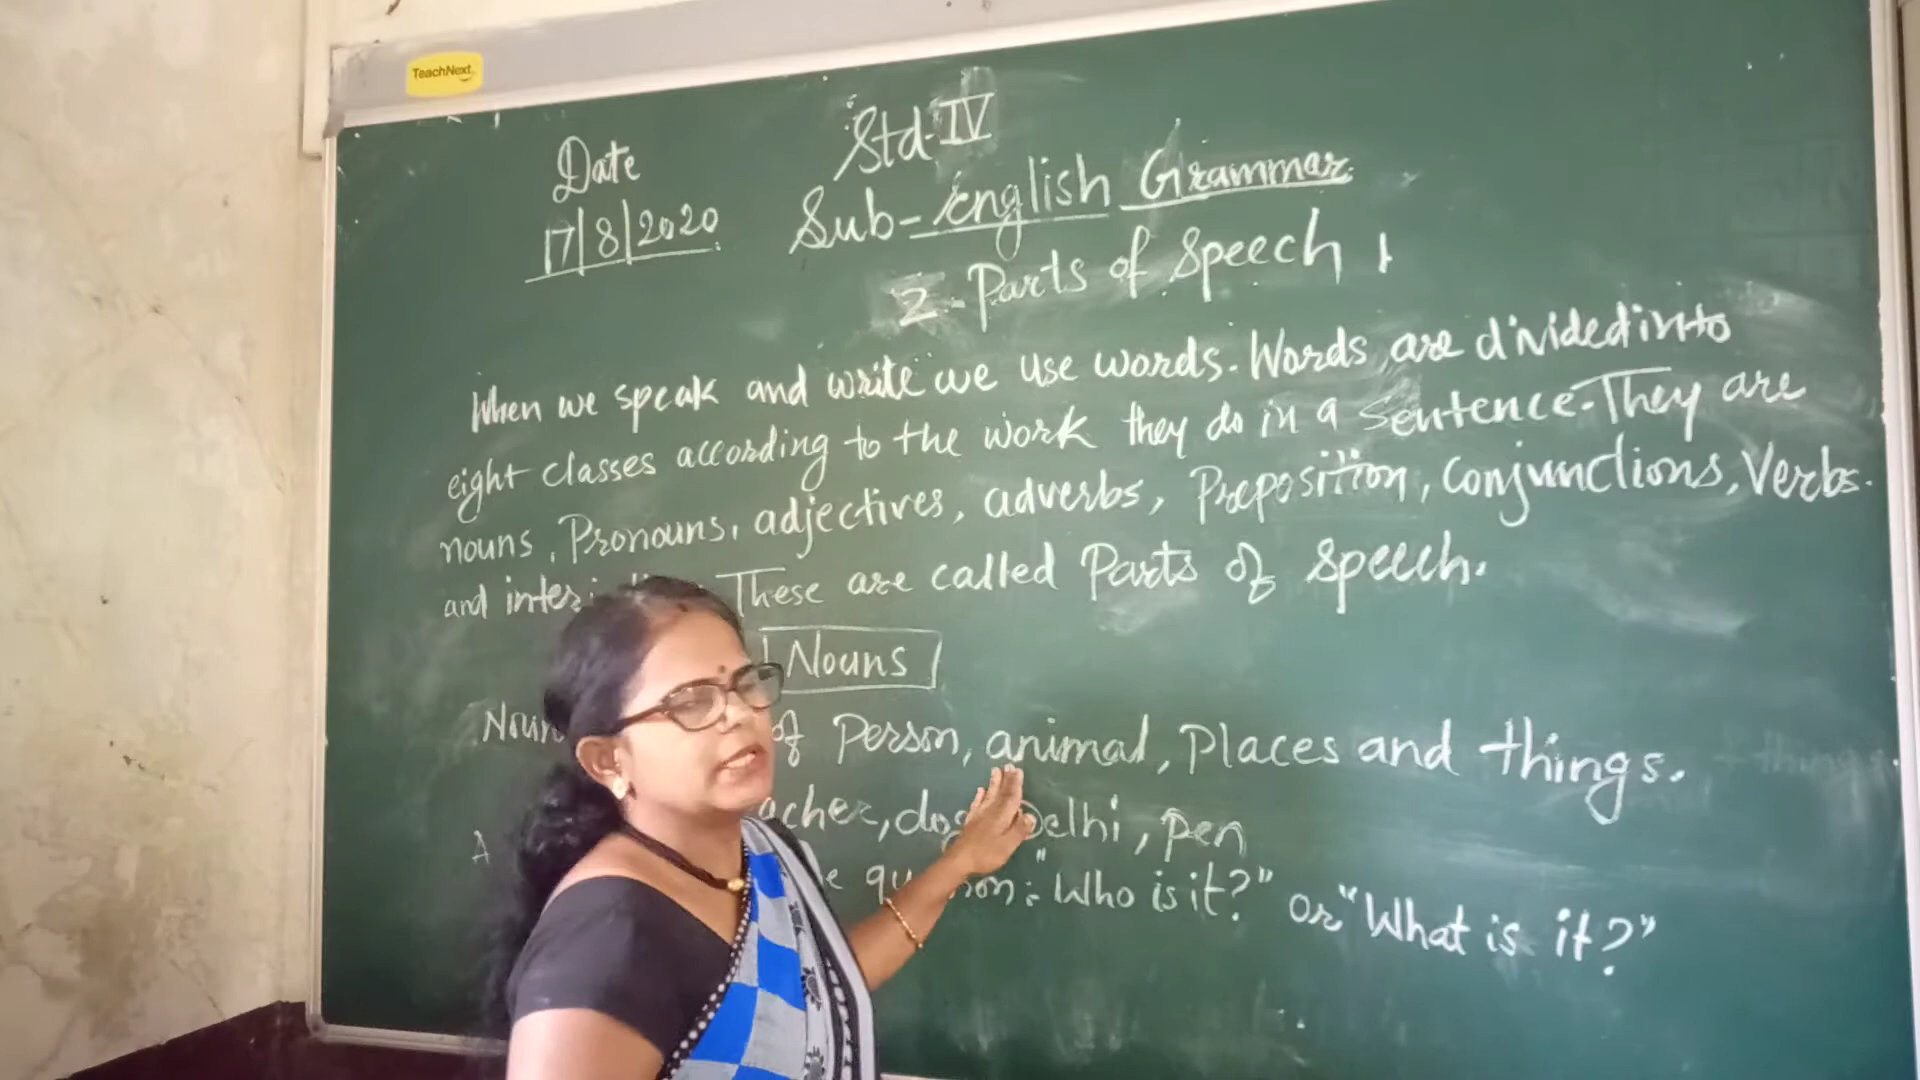 TeachNext
Std-IV
Date
17/8/2020
Sub-English Grammar
2-Parts of Speech
When we speak and write we use words. Words are divided into
eight classes according to the work they do in a sentence. They are
nouns, Pronouns, adjectives, adverbs, Preposition, Conjunctions, Verbs.
and These are called Parts of speech.
Nouns
of Person, animal, Places and things.
dog, Delhi, pen
"Who is it?" or "What is it?"